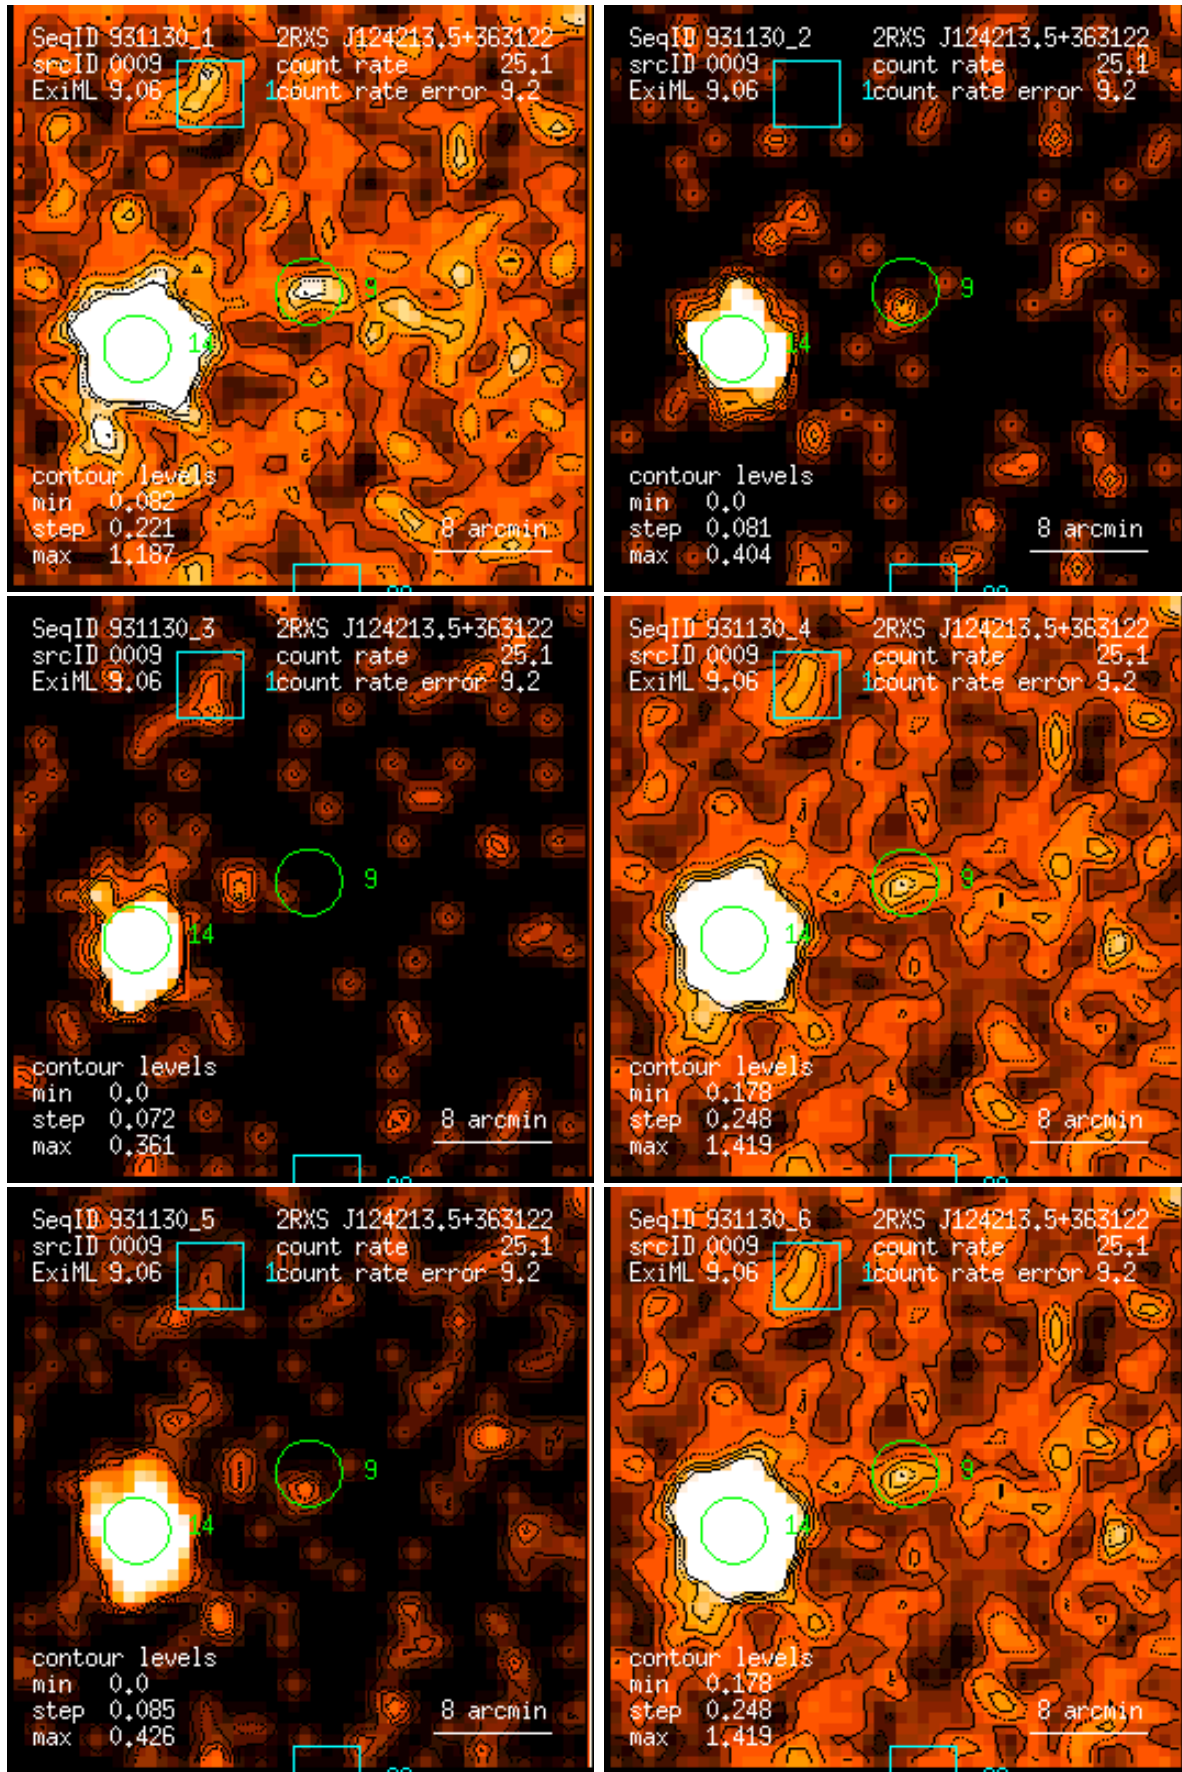 SeqID 931130_1 2RXS J124213.5+363122
srcID 0009 count rate 25.1
ExiML 9.06 1 count rate error 9.2
9
14
contour levels
min 0.082
step 0.221
max 1.187
8 arcmin
SeqID 931130_2 2RXS J124213.5+363122
srcID 0009 count rate 25.1
ExiML 9.06 1 count rate error 9.2
9
14
contour levels
min 0.0
step 0.081
max 0.404
8 arcmin
SeqID 931130_3 2RXS J124213.5+363122
srcID 0009 count rate 25.1
ExiML 9.06 1 count rate error 9.2
9
14
contour levels
min 0.0
step 0.072
max 0.361
8 arcmin
SeqID 931130_4 2RXS J124213.5+363122
srcID 0009 count rate 25.1
ExiML 9.06 1 count rate error 9.2
9
14
contour levels
min 0.178
step 0.248
max 1.419
8 arcmin
SeqID 931130_5 2RXS J124213.5+363122
srcID 0009 count rate 25.1
ExiML 9.06 1 count rate error 9.2
9
14
contour levels
min 0.0
step 0.085
max 0.426
8 arcmin
SeqID 931130_6 2RXS J124213.5+363122
srcID 0009 count rate 25.1
ExiML 9.06 1 count rate error 9.2
9
14
contour levels
min 0.178
step 0.248
max 1.419
8 arcmin